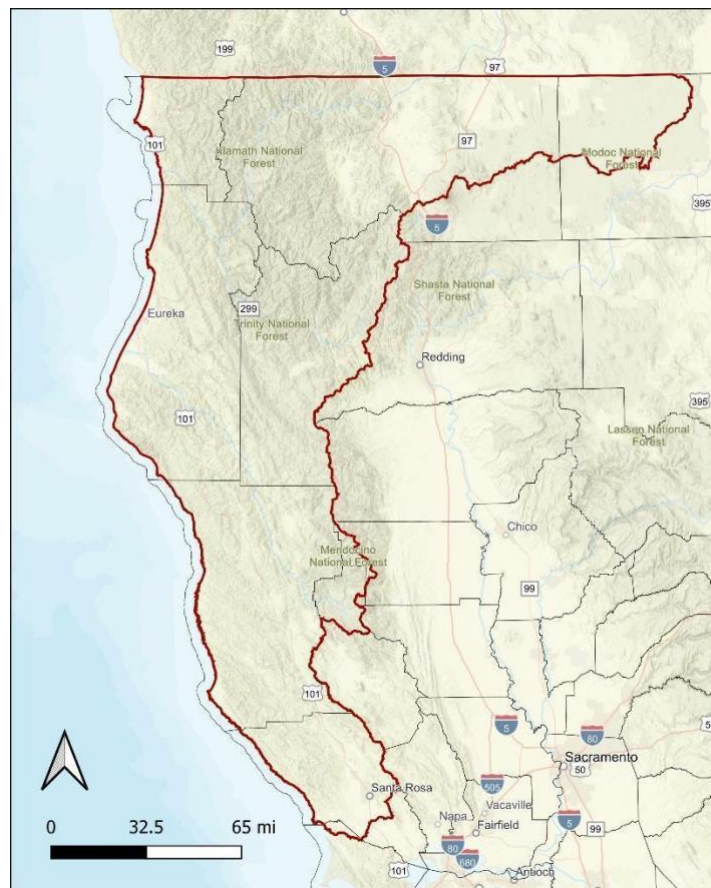 199
5
97
101
Klamath National
Forest
97
Modoc National
Forest
395
5
Shasta National
Forest
299
Eureka
Trinity National
Forest
Redding
101
395
Lassen National
Forest
Chico
Mendocino
National Forest
99
101
5
80
Sacramento
50
505
Santa Rosa
Vacaville
Napa
Fairfield
5
99
80
680
101
Antioch
0 32.5 65 mi